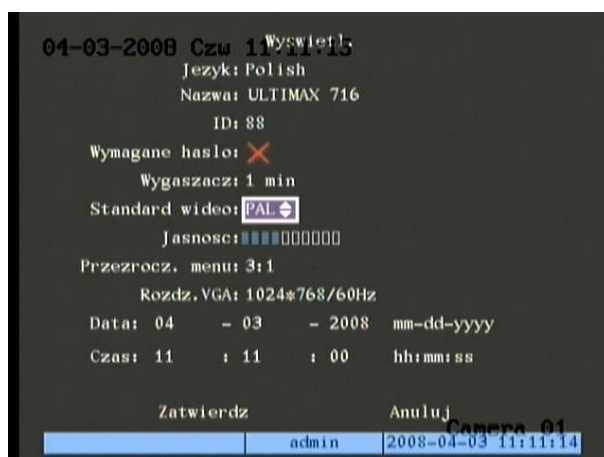 Wyswietl.
04-03-2008 Czw 11:11:15
Jezyk: Polish
Nazwa: ULTIMAX 716
ID: 88
Wymagane haslo:
Wygaszacz: 1 min
Standard wideo: PAL
Jasnosc:
Przezrocz. menu: 3:1
Rozdz.VGA: 1024*768/60Hz
Data: 04 - 03 - 2008 mm-dd-yyyy
Czas: 11 : 11 : 00 hh:mm:ss
Zatwierdz Anuluj
Camera 01
admin 2008-04-03 11:11:14